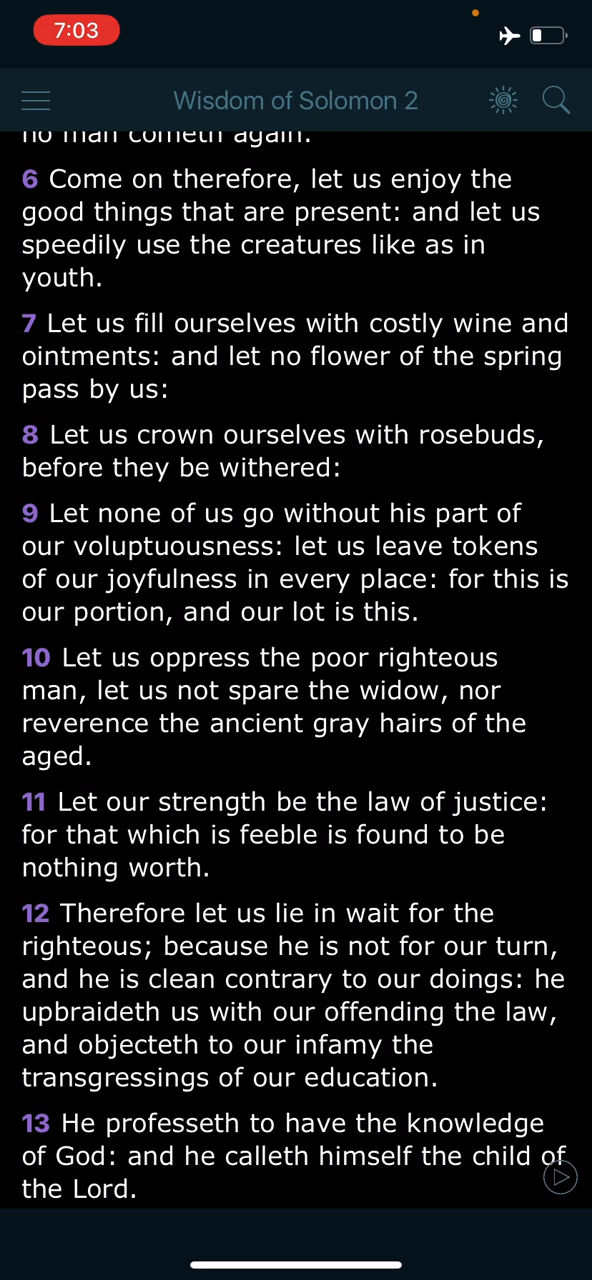 7:03
Wisdom of Solomon 2
no man cometh again.
6 Come on therefore, let us enjoy the
good things that are present: and let us
speedily use the creatures like as in
youth.
7 Let us fill ourselves with costly wine and
ointments: and let no flower of the spring
pass by us:
8 Let us crown ourselves with rosebuds,
before they be withered:
9 Let none of us go without his part of
our voluptuousness: let us leave tokens
of our joyfulness in every place: for this is
our portion, and our lot is this.
10 Let us oppress the poor righteous
man, let us not spare the widow, nor
reverence the ancient gray hairs of the
aged.
11 Let our strength be the law of justice:
for that which is feeble is found to be
nothing worth.
12 Therefore let us lie in wait for the
righteous; because he is not for our turn,
and he is clean contrary to our doings: he
upbraideth us with our offending the law,
and objecteth to our infamy the
transgressings of our education.
13 He professeth to have the knowledge
of God: and he calleth himself the child of
the Lord.